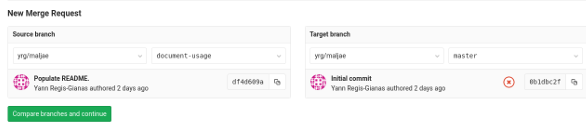 New Merge Request
Source branch
yrg/maljae
document-usage
Populate README.
Yann Regis-Gianas authored 2 days ago
df4d609a
Target branch
yrg/maljae
master
Initial commit
Yann Regis-Gianas authored 2 days ago
0b1dbc2f
Compare branches and continue